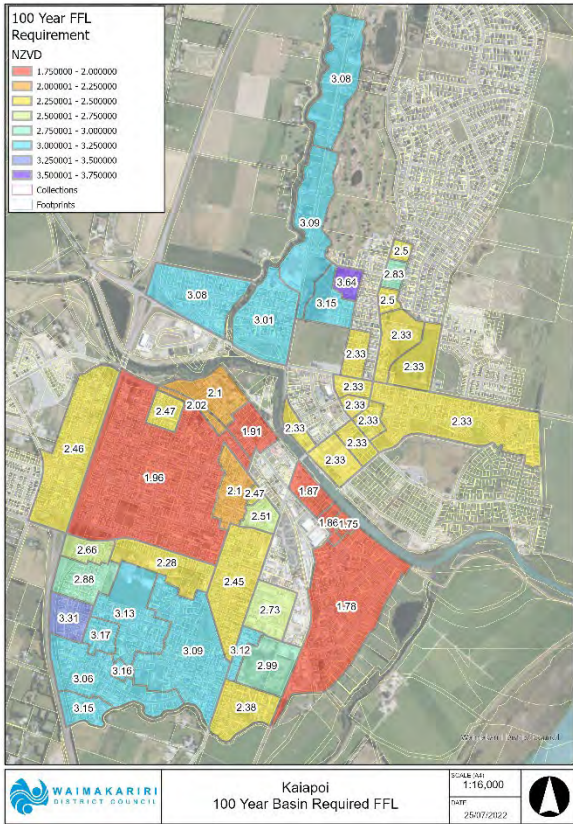 100 Year FFL
Requirement
NZVD
1.750000 - 2.000000
2.000001 - 2.250000
2.250001 - 2.500000
2.500001 - 2.750000
2.750001 - 3.000000
3.000001 - 3.250000
3.250001 - 3.500000
3.500001 - 3.750000
Collections
Footprints
3.08
3.09
2.5
2.83
3.64
3.08
3.15
2.5
3.01
2.33
2.33
2.33
2.33
2.1
2.47
2.02
2.33
2.33
2.33
2.33
1.91
2.33
2.46
2.33
1.96
1.87
2.1
2.47
2.51
1.86
1.75
2.66
2.28
2.88
2.45
1.78
3.13
2.73
3.31
3.17
3.12
3.09
2.99
3.16
3.06
3.15
2.38
WAIMAKARIRI
DISTRICT COUNCIL
Kaiapoi
100 Year Basin Required FFL
SCALE (A4)
1:16,000
DATE
25/07/2022